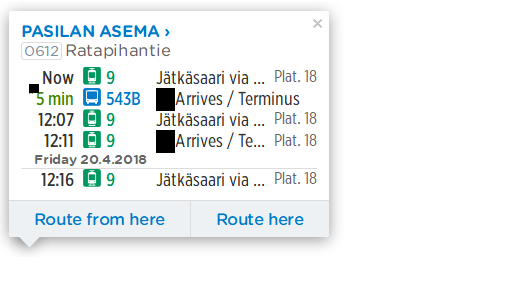 PASILAN ASEMA ›
0612 Ratapihantie
Now 9 Jätkäsaari via ... Plat. 18
5 min 543B Arrives / Terminus
12:07 9 Jätkäsaari via ... Plat. 18
12:11 9 Arrives / Te... Plat. 18
Friday 20.4.2018
12:16 9 Jätkäsaari via ... Plat. 18
Route from here Route here